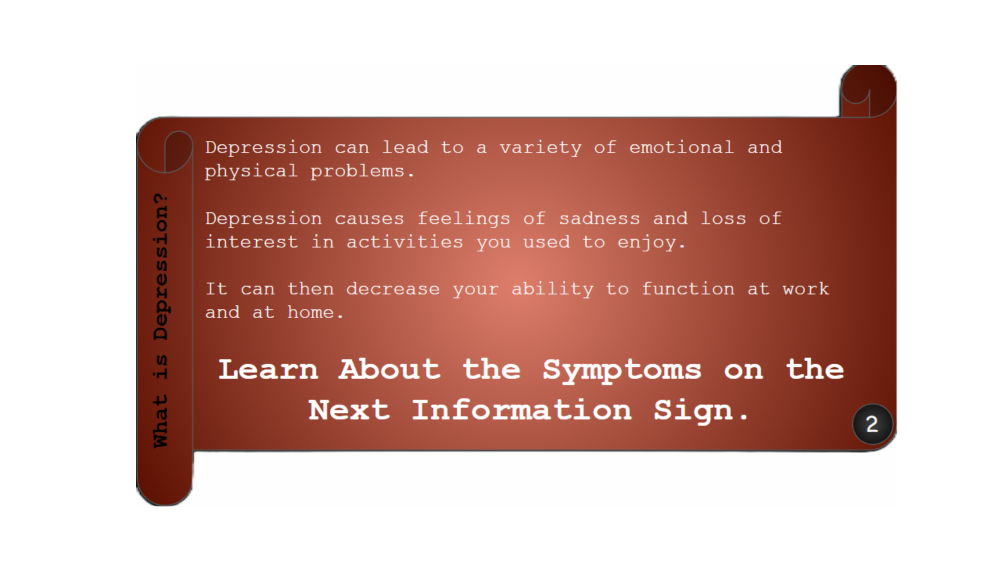 What is Depression?
Depression can lead to a variety of emotional and
physical problems.
Depression causes feelings of sadness and loss of
interest in activities you used to enjoy.
It can then decrease your ability to function at work
and at home.
Learn About the Symptoms on the
Next Information Sign.
2